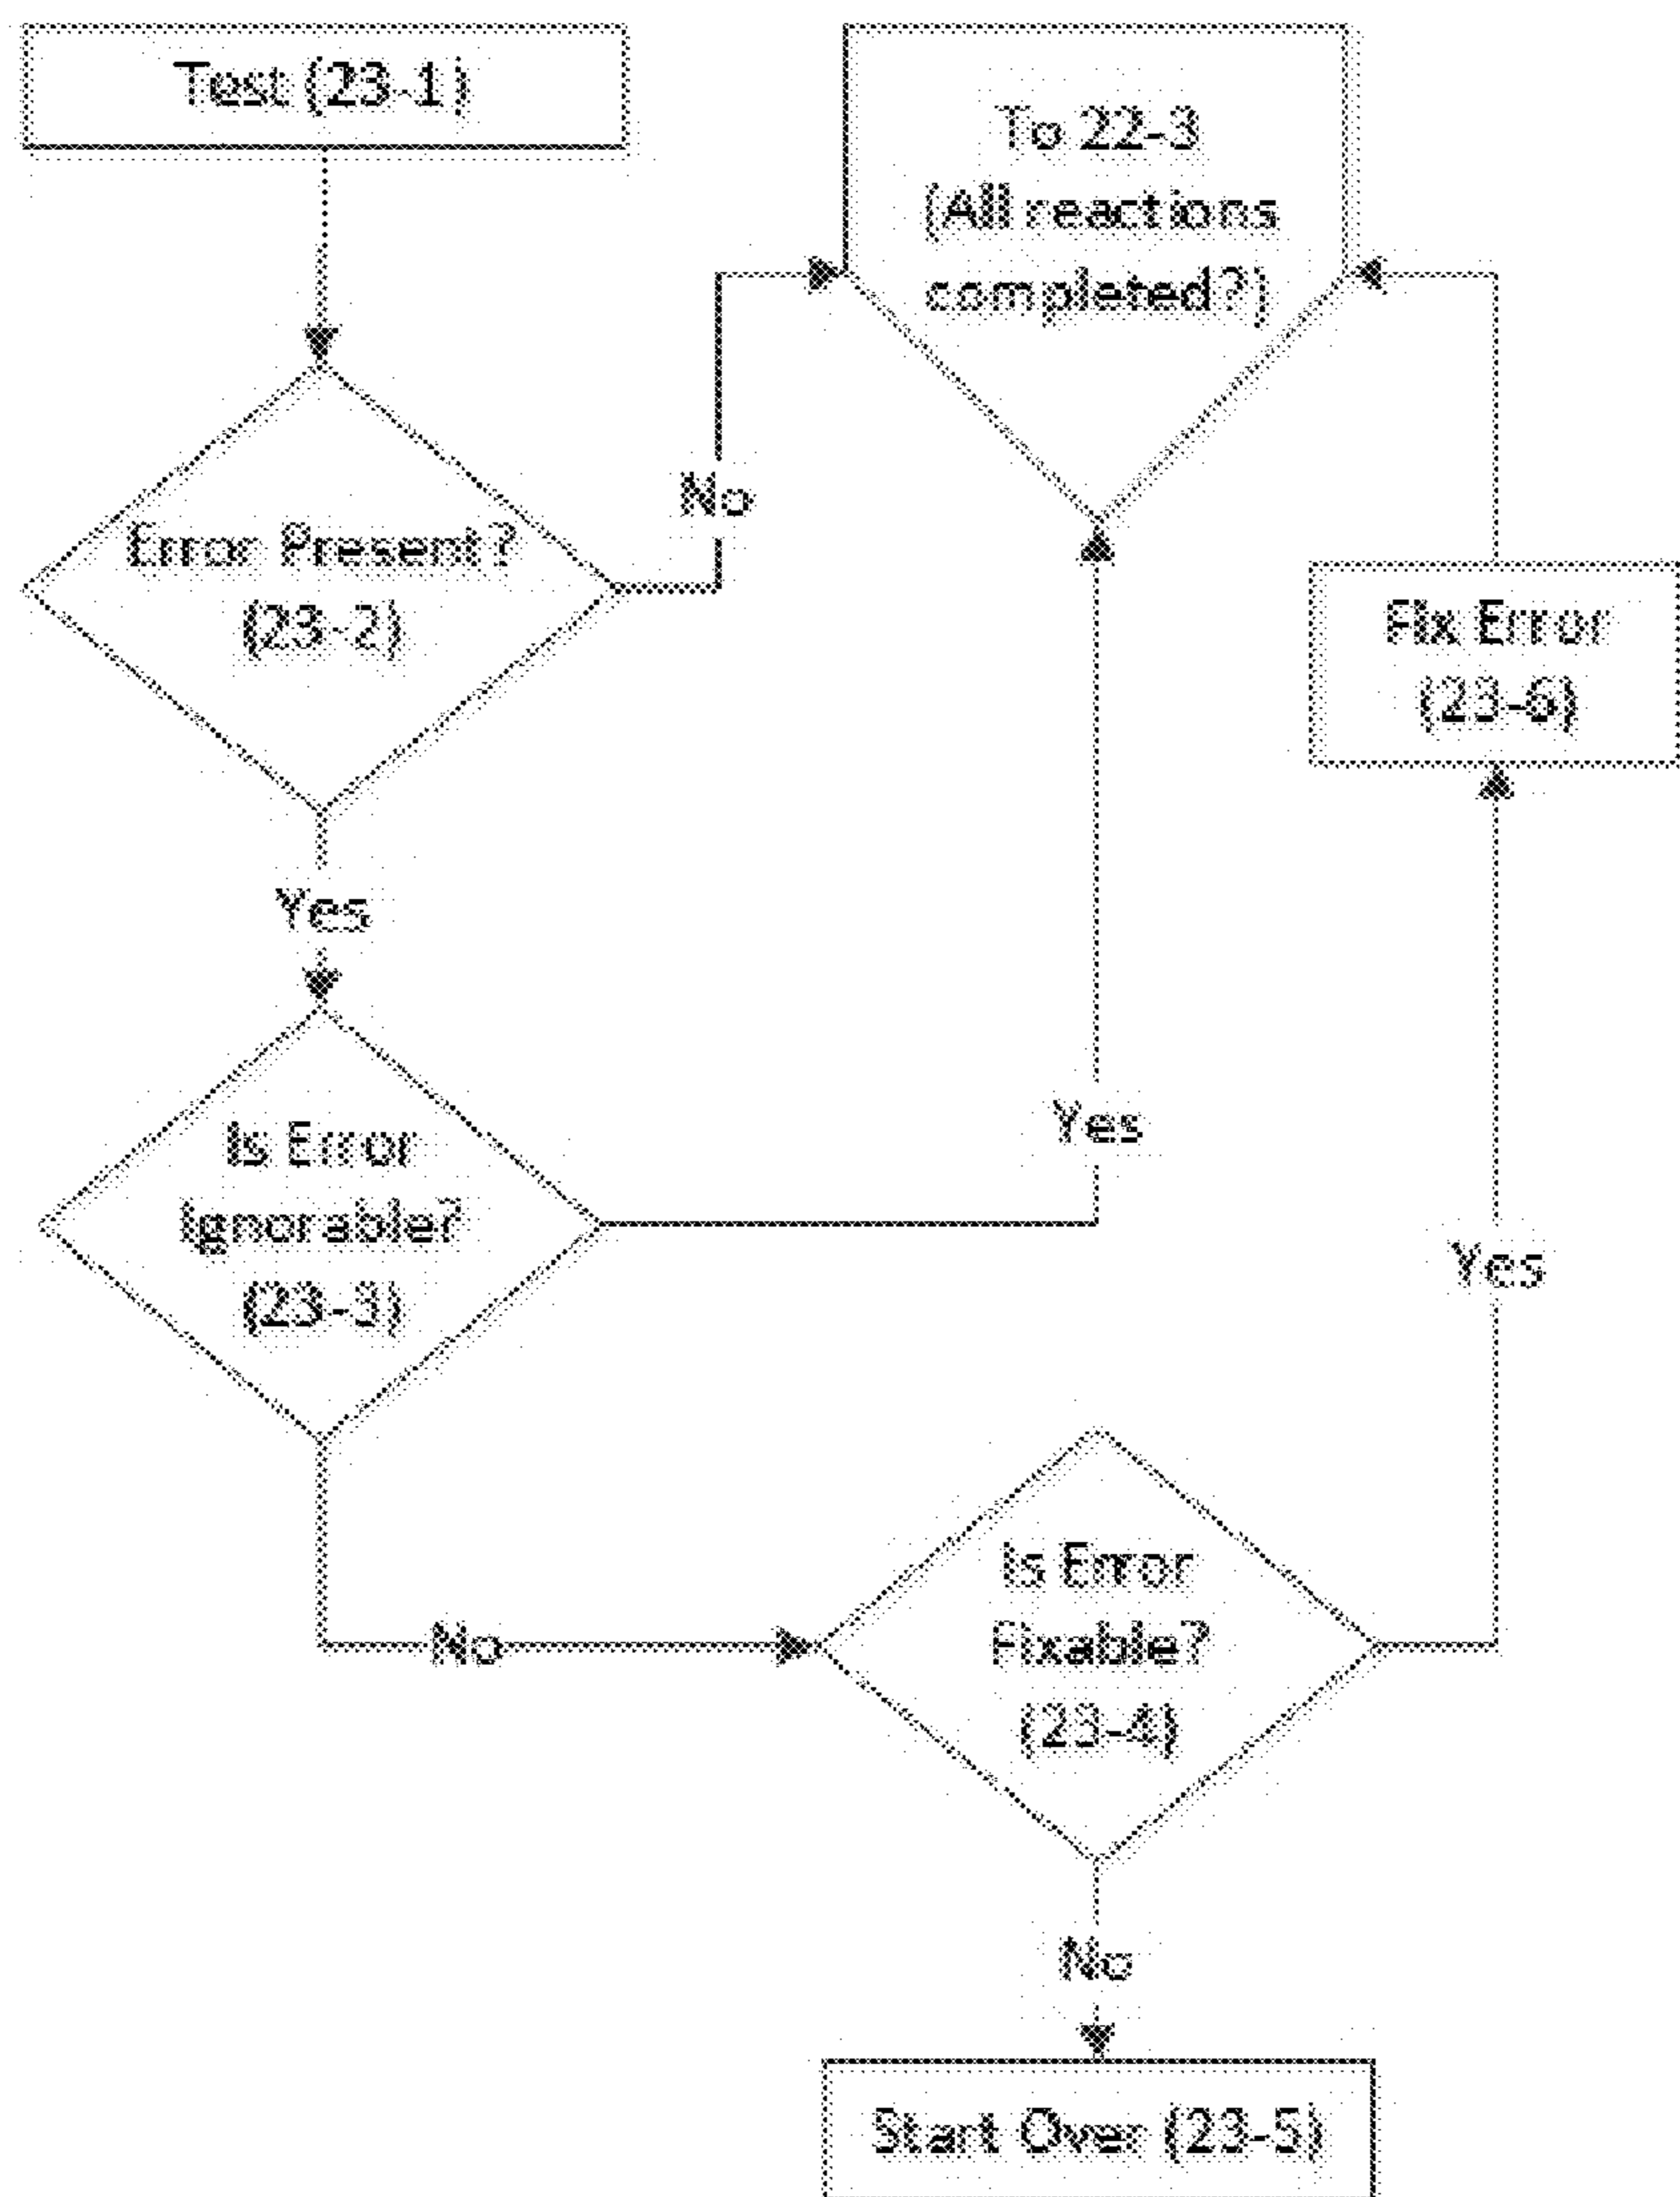 Test (23-1)
To 22-3
(All reactions
completed?)
No
Error Present?
(23-2)
Fix Error
(23-6)
Yes
Is Error
Ignorable?
(23-3)
Yes
Yes
Is Error
Fixable?
(23-4)
No
No
Start Over (23-5)